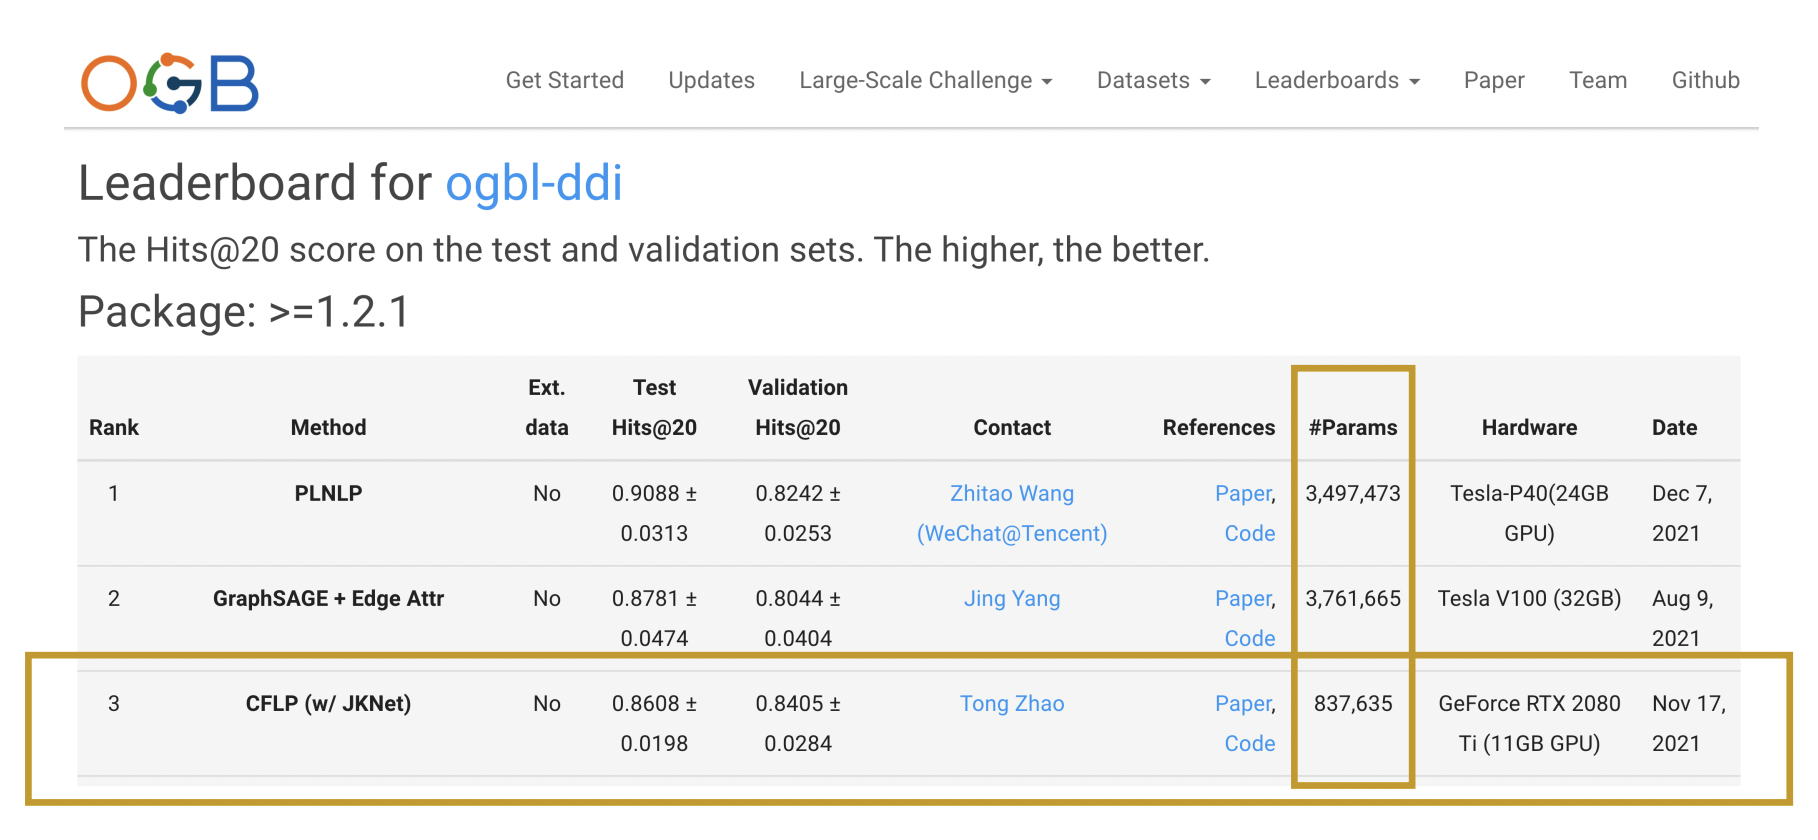 OGB
Get Started Updates Large-Scale Challenge Datasets Leaderboards Paper Team Github
Leaderboard for ogbl-ddi
The Hits@20 score on the test and validation sets. The higher, the better.
Package: >=1.2.1
Rank Method Ext. data Test Hits@20 Validation Hits@20 Contact References #Params Hardware Date
1 PLNLP No 0.9088 ± 0.0313 0.8242 ± 0.0253 Zhitao Wang (WeChat@Tencent) Paper, Code 3,497,473 Tesla-P40(24GB GPU) Dec 7, 2021
2 GraphSAGE + Edge Attr No 0.8781 ± 0.0474 0.8044 ± 0.0404 Jing Yang Paper, Code 3,761,665 Tesla V100 (32GB) Aug 9, 2021
3 CFLP (w/ JKNet) No 0.8608 ± 0.0198 0.8405 ± 0.0284 Tong Zhao Paper, Code 837,635 GeForce RTX 2080 Ti (11GB GPU) Nov 17, 2021